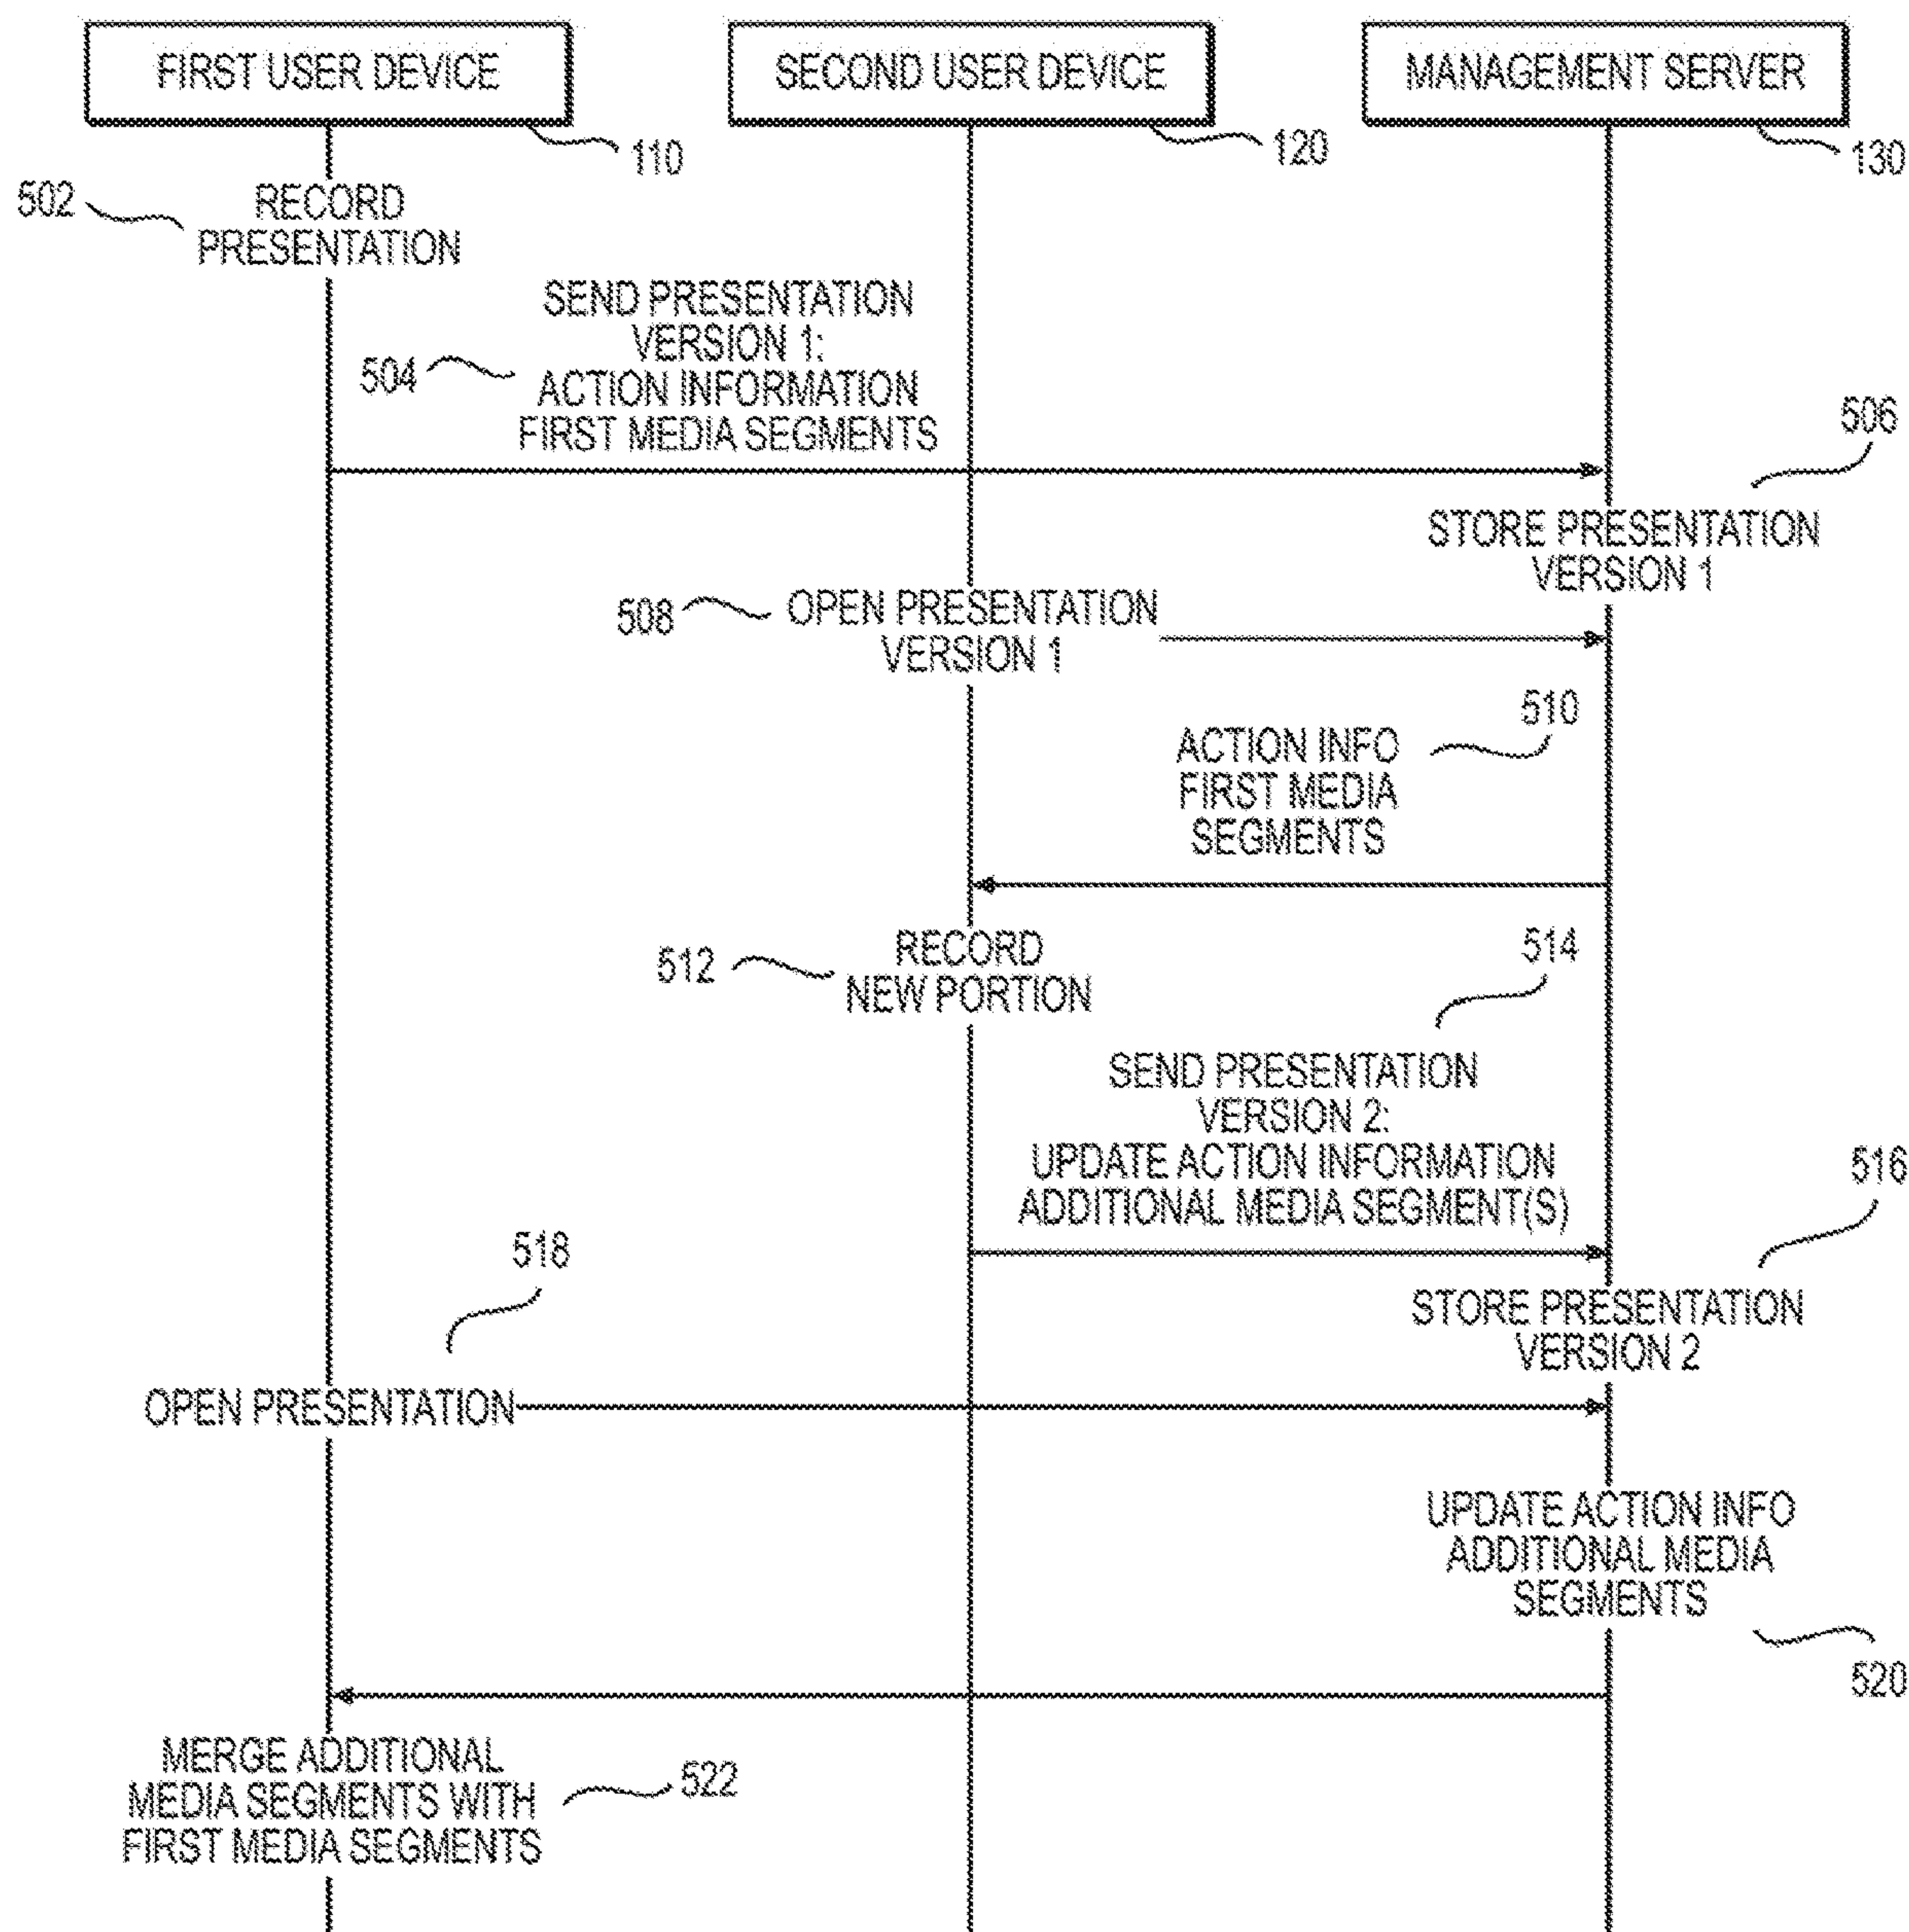 FIRST USER DEVICE
SECOND USER DEVICE
MANAGEMENT SERVER
110
120
130
502
RECORD
PRESENTATION
SEND PRESENTATION
VERSION 1:
504
ACTION INFORMATION
FIRST MEDIA SEGMENTS
506
STORE PRESENTATION
VERSION 1
508
OPEN PRESENTATION
VERSION 1
510
ACTION INFO
FIRST MEDIA
SEGMENTS
512
RECORD
NEW PORTION
514
SEND PRESENTATION
VERSION 2:
UPDATE ACTION INFORMATION
ADDITIONAL MEDIA SEGMENT(S)
516
STORE PRESENTATION
VERSION 2
518
OPEN PRESENTATION
UPDATE ACTION INFO
ADDITIONAL MEDIA
SEGMENTS
520
MERGE ADDITIONAL
MEDIA SEGMENTS WITH
FIRST MEDIA SEGMENTS
522